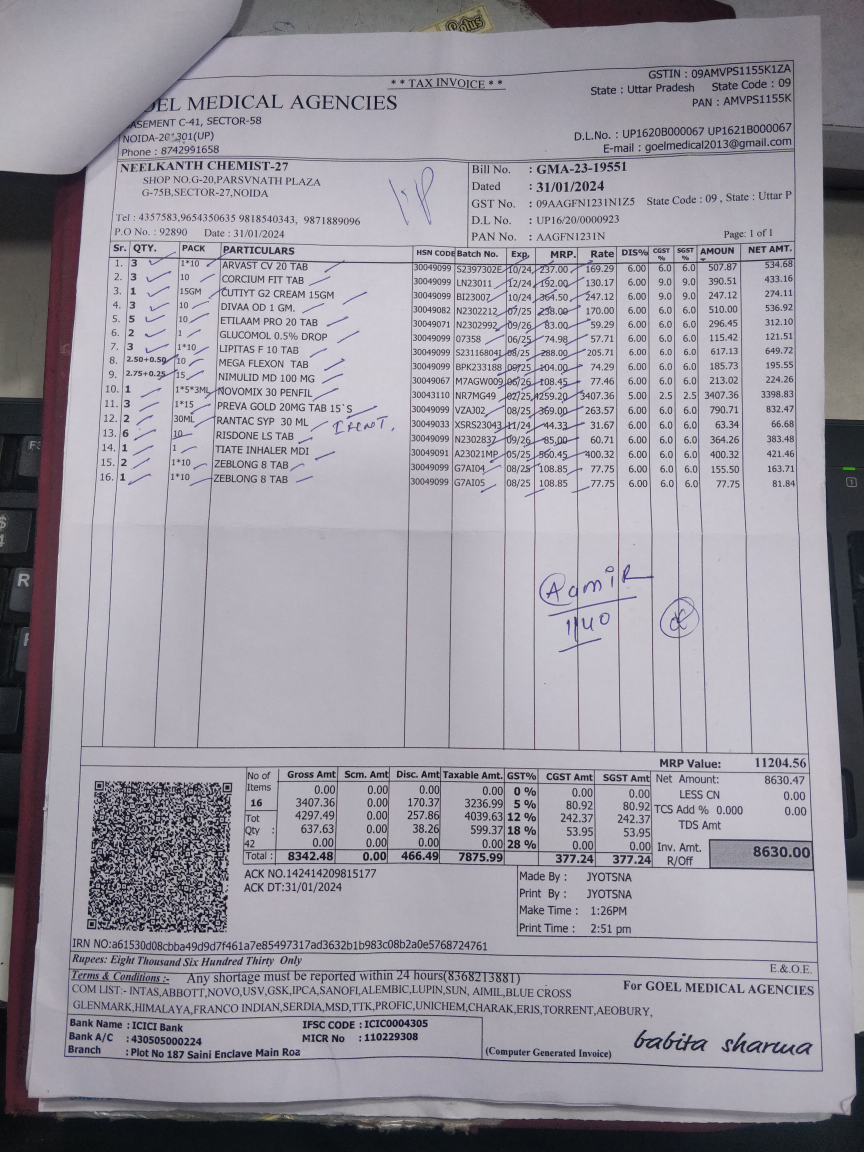 * * TAX INVOICE * *
GSTIN : 09AMVPS1155K1ZA
State : Uttar Pradesh State Code : 09
PAN : AMVPS1155K
OEL MEDICAL AGENCIES
ASEMENT C-41, SECTOR-58
NOIDA-201301(UP)
Phone : 8742991658
D.L.No. : UP1620B000067 UP1621B000067
E-mail : goelmedical2013@gmail.com
NEELKANTH CHEMIST-27
SHOP NO.G-20,PARSVNATH PLAZA
G-75B,SECTOR-27,NOIDA
Tel : 4357583,9654350635 9818540343, 9871889096
P.O No. : 92890 Date : 31/01/2024
Bill No. : GMA-23-19551
Dated : 31/01/2024
GST No. : 09AAGFN1231N1Z5 State Code : 09 , State : Uttar P
D.L No. : UP16/20/0000923
PAN No. : AAGFN1231N Page: 1 of 1
Sr. QTY. PACK PARTICULARS HSN CODE Batch No. Exp. MRP. Rate DIS% CGST % SGST % AMOUN NET AMT.
1. 3 1*10 ARVAST CV 20 TAB 30049099 S2397302E 10/24 237.00 169.29 6.00 6.0 6.0 507.87 534.68
2. 3 10 CORCIUM FIT TAB 30049099 LN23011 12/24 192.00 130.17 6.00 9.0 9.0 390.51 433.16
3. 1 15GM CUTIYT G2 CREAM 15GM 30049099 BI23007 10/24 364.50 247.12 6.00 9.0 9.0 247.12 274.11
4. 3 10 DIVAA OD 1 GM. 30049082 N2302212 07/25 238.00 170.00 6.00 6.0 6.0 510.00 536.92
5. 5 10 ETILAAM PRO 20 TAB 30049071 N2302992 09/26 83.00 59.29 6.00 6.0 6.0 296.45 312.10
6. 2 1 GLUCOMOL 0.5% DROP 30049099 07358 06/25 74.98 57.71 6.00 6.0 6.0 115.42 121.51
7. 3 1*10 LIPITAS F 10 TAB 30049099 S2311684 08/25 288.00 205.71 6.00 6.0 6.0 617.13 649.72
8. 2.50+0.50 10 MEGA FLEXON TAB 30049099 BPK233188 09/25 104.00 74.29 6.00 6.0 6.0 185.73 195.55
9. 2.75+0.25 15 NIMULID MD 100 MG 30049067 M7AGW009 06/26 108.45 77.46 6.00 6.0 6.0 213.02 224.26
10. 1 1*5*3ML NOVOMIX 30 PENFIL 30043110 NR7MG49 02/25 4259.20 3407.36 5.00 2.5 2.5 3407.36 3398.83
11. 3 1*15 PREVA GOLD 20MG TAB 15`S 30049099 VZAJ02 08/25 369.00 263.57 6.00 6.0 6.0 790.71 832.47
12. 2 30ML RANTAC SYP 30 ML 30049033 XSRS23043 11/24 44.33 31.67 6.00 6.0 6.0 63.34 66.68
13. 6 10 RISDONE LS TAB 30049099 N2302837 09/26 85.00 60.71 6.00 6.0 6.0 364.26 383.48
14. 1 1 TIATE INHALER MDI 30049091 A23021MP 05/25 560.45 400.32 6.00 6.0 6.0 400.32 421.46
15. 2 1*10 ZEBLONG 8 TAB 30049099 G7AI04 08/25 108.85 77.75 6.00 6.0 6.0 155.50 163.71
16. 1 1*10 ZEBLONG 8 TAB 30049099 G7AI05 08/25 108.85 77.75 6.00 6.0 6.0 77.75 81.84
Aamir
1140
MRP Value: 11204.56
No of Items Gross Amt Scm. Amt Disc. Amt Taxable Amt. GST% CGST Amt SGST Amt
0.00 0.00 0.00 0.00 0 % 0.00 0.00
16 3407.36 0.00 170.37 3236.99 5 % 80.92 80.92
Tot 4297.49 0.00 257.86 4039.63 12 % 242.37 242.37
Qty : 637.63 0.00 38.26 599.37 18 % 53.95 53.95
42 0.00 0.00 0.00 0.00 28 % 0.00 0.00
Total : 8342.48 0.00 466.49 7875.99 377.24 377.24
Net Amount: 8630.47
LESS CN 0.00
TCS Add % 0.000 0.00
TDS Amt
Inv. Amt. 8630.00
R/Off
ACK NO.142414209815177
ACK DT:31/01/2024
Made By : JYOTSNA
Print By : JYOTSNA
Make Time : 1:26PM
Print Time : 2:51 pm
IRN NO:a61530d08cbba49d9d7f461a7e85497317ad3632b1b983c08b2a0e5768724761
Rupees: Eight Thousand Six Hundred Thirty Only
E.& O.E.
Terms & Conditions :- Any shortage must be reported within 24 hours(8368213881)
COM LIST:- INTAS,ABBOTT,NOVO,USV,GSK,IPCA,SANOFI,ALEMBIC,LUPIN,SUN, AIMIL,BLUE CROSS
GLENMARK,HIMALAYA,FRANCO INDIAN,SERDIA,MSD,TTK,PROFIC,UNICHEM,CHARAK,ERIS,TORRENT,AEOBURY,
For GOEL MEDICAL AGENCIES
Bank Name : ICICI Bank IFSC CODE : ICIC0004305
Bank A/C : 430505000224 MICR No : 110229308
Branch : Plot No 187 Saini Enclave Main Roa
(Computer Generated Invoice)
babita sharma